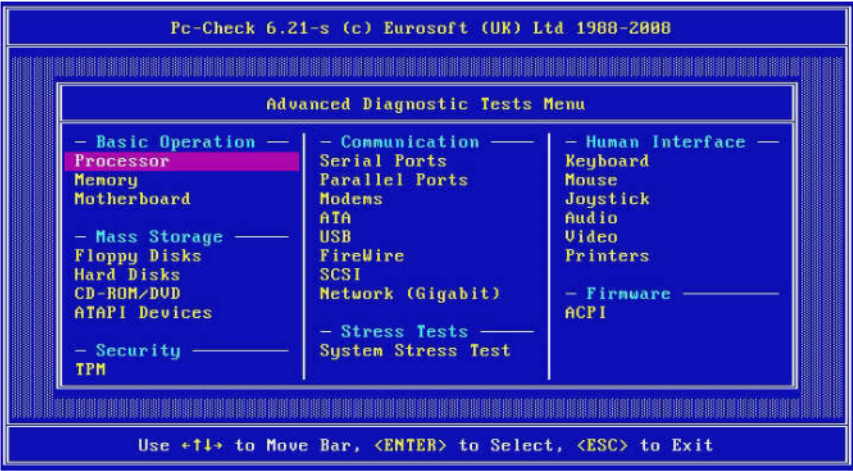 Pc-Check 6.21-s (c) Eurosoft (UK) Ltd 1988-2008
Advanced Diagnostic Tests Menu
— Basic Operation —
Processor
Memory
Motherboard
— Mass Storage —
Floppy Disks
Hard Disks
CD-ROM/DVD
ATAPI Devices
— Security —
TPM
— Communication —
Serial Ports
Parallel Ports
Modems
ATA
USB
FireWire
SCSI
Network (Gigabit)
— Stress Tests —
System Stress Test
— Human Interface —
Keyboard
Mouse
Joystick
Audio
Video
Printers
— Firmware —
ACPI
Use ←↑↓→ to Move Bar, <ENTER> to Select, <ESC> to Exit